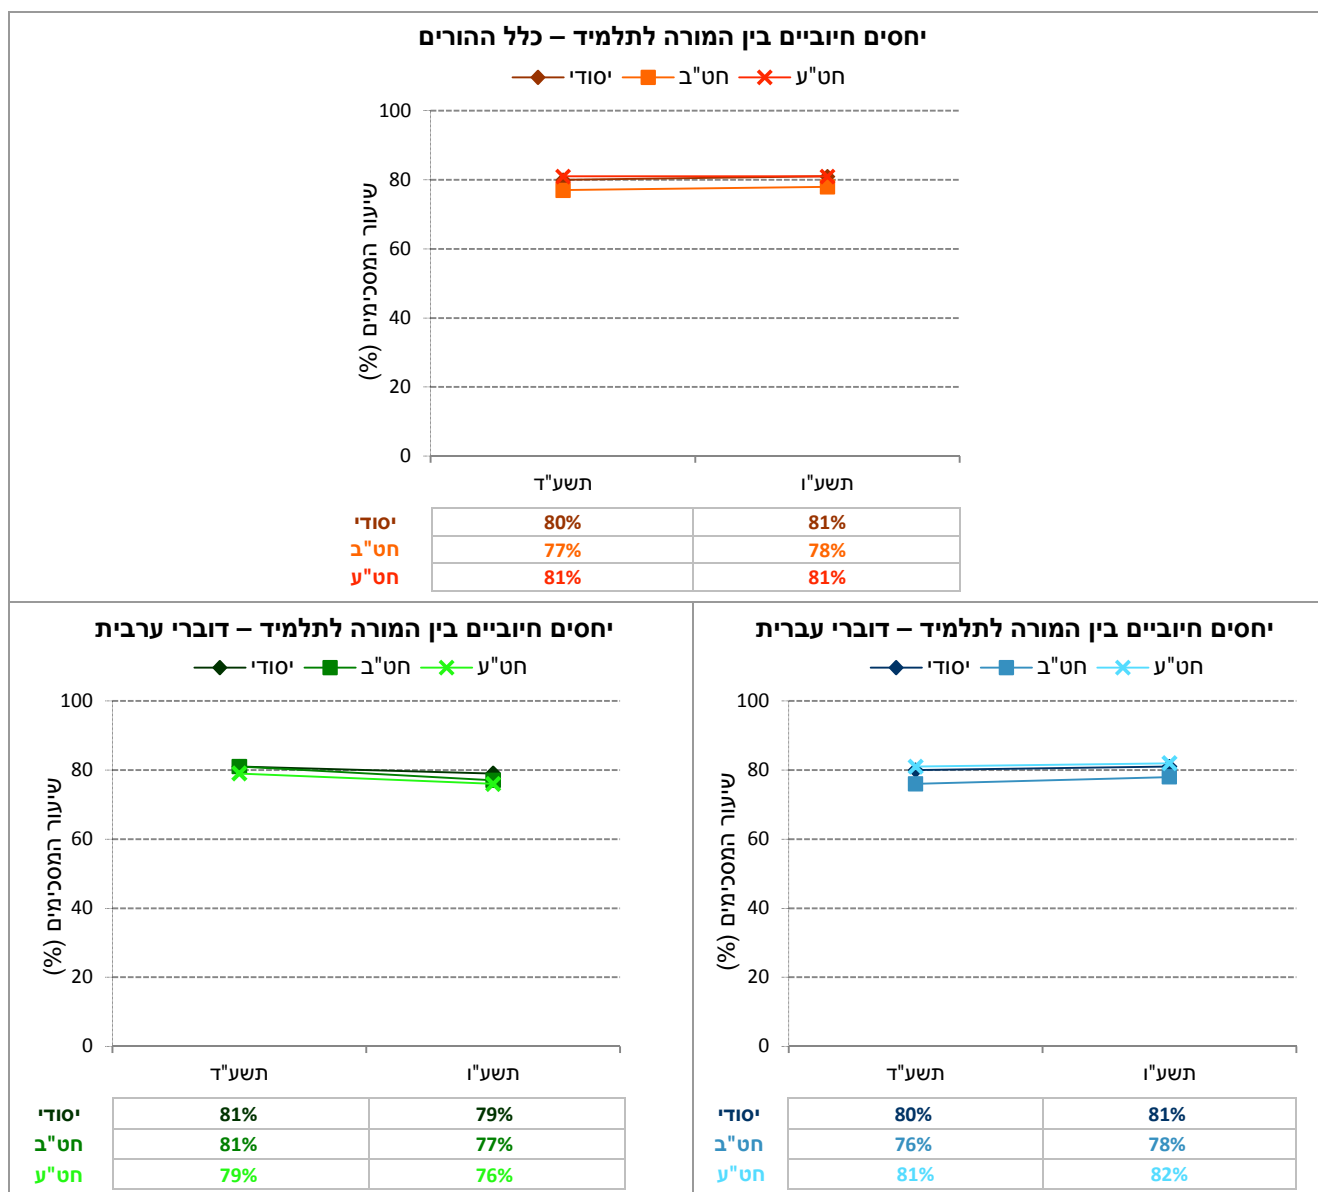 יחסים חיוביים בין המורה לתלמיד – כלל ההורים
יסודי חט"ב חט"ע
שיעור המסכימים (%)
100
80
60
40
20
0
תשע"ד תשע"ו
יסודי 80% 81%
חט"ב 77% 78%
חט"ע 81% 81%
יחסים חיוביים בין המורה לתלמיד – דוברי עברית
יסודי חט"ב חט"ע
שיעור המסכימים (%)
100
80
60
40
20
0
תשע"ד תשע"ו
יסודי 80% 81%
חט"ב 76% 78%
חט"ע 81% 82%
יחסים חיוביים בין המורה לתלמיד – דוברי ערבית
יסודי חט"ב חט"ע
שיעור המסכימים (%)
100
80
60
40
20
0
תשע"ד תשע"ו
יסודי 81% 79%
חט"ב 81% 77%
חט"ע 79% 76%